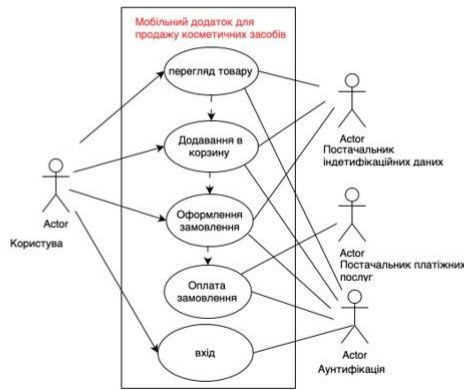 Мобільний додаток для
продажу косметичних засобів
перегляд товару
Додавання в
корзину
Оформлення
замовлення
Оплата
замовлення
вхід
Actor
Користува
Actor
Постачальник
індетифікаційних даних
Actor
Постачальник платіжних
послуг
Actor
Аунтифікація